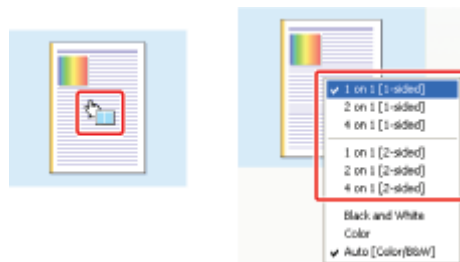 1 on 1 [1-sided]
2 on 1 [1-sided]
4 on 1 [1-sided]
1 on 1 [2-sided]
2 on 1 [2-sided]
4 on 1 [2-sided]
Black and White
Color
Auto [Color/B&W]